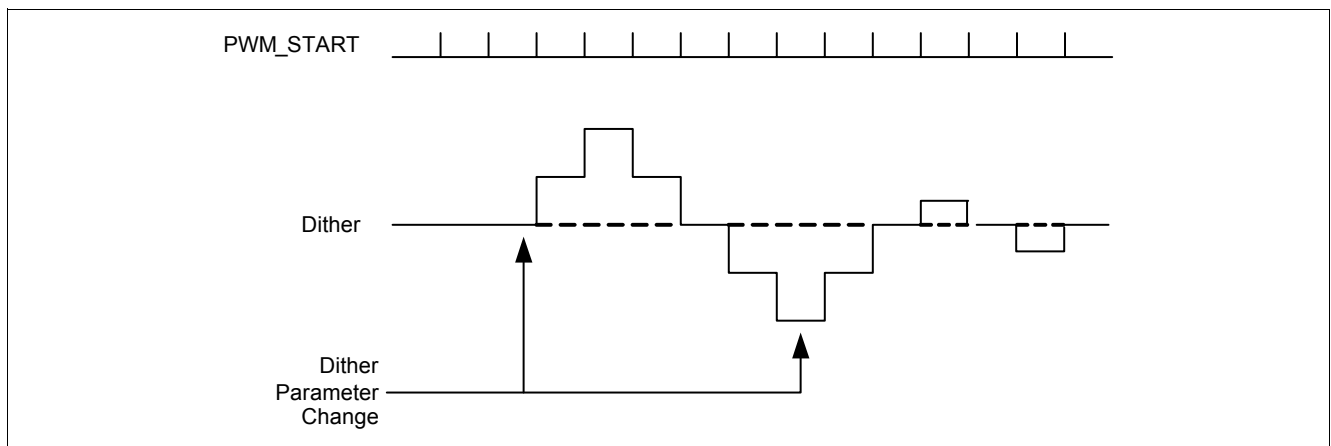 PWM_START
Dither
Dither
Parameter
Change